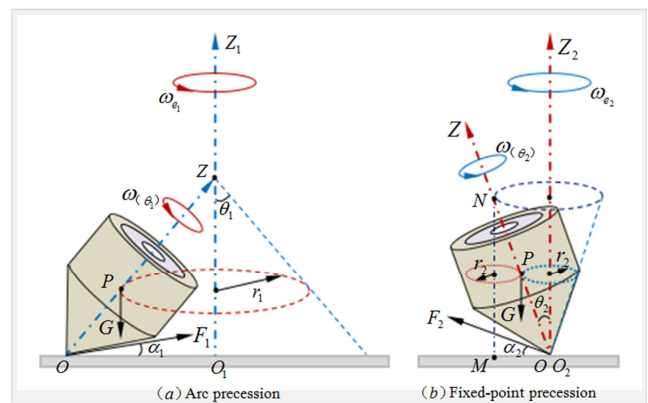 Z₁
ωₑ₁
Z
ω(θ₁)
θ₁
P
r₁
G
F₁
α₁
O
O₁
(a) Arc precession
Z₂
ωₑ₂
Z
ω(θ₂)
N
r₂
P
r₂
G
θ₂
F₂
α₂
M
O
O₂
(b) Fixed-point precession